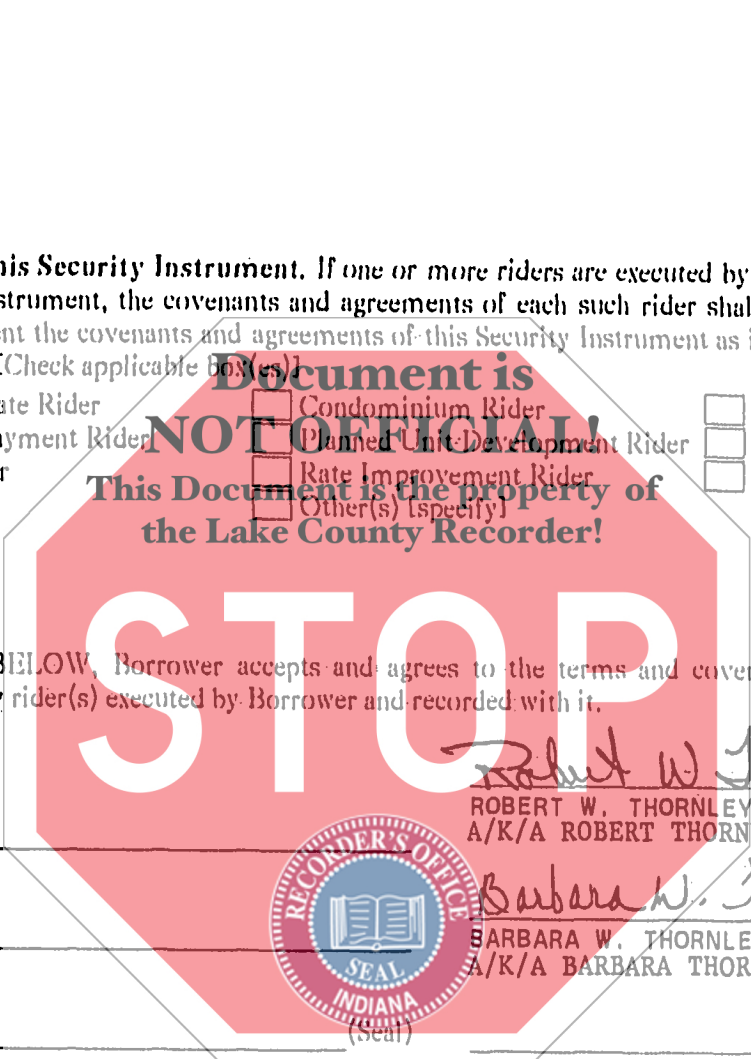 his Security Instrument. If one or more riders are executed by
strument, the covenants and agreements of each such rider shal
nt the covenants and agreements of this Security Instrument as i
[Check applicable box(es)]
Document is
ate Rider Condominium Rider
NOT OFFICIAL!
yment Rider Planned Unit Development Rider
r Rate Improvement Rider
This Document is the property of
Other(s) [specify]
the Lake County Recorder!
STOP
BELOW, Borrower accepts and agrees to the terms and cove
rider(s) executed by Borrower and recorded with it.
Robert W
ROBERT W. THORNLEY
A/K/A ROBERT THORN
RECORDER'S OFFICE
Barbara W.
BARBARA W. THORNLE
A/K/A BARBARA THOR
SEAL
INDIANA
(Seal)